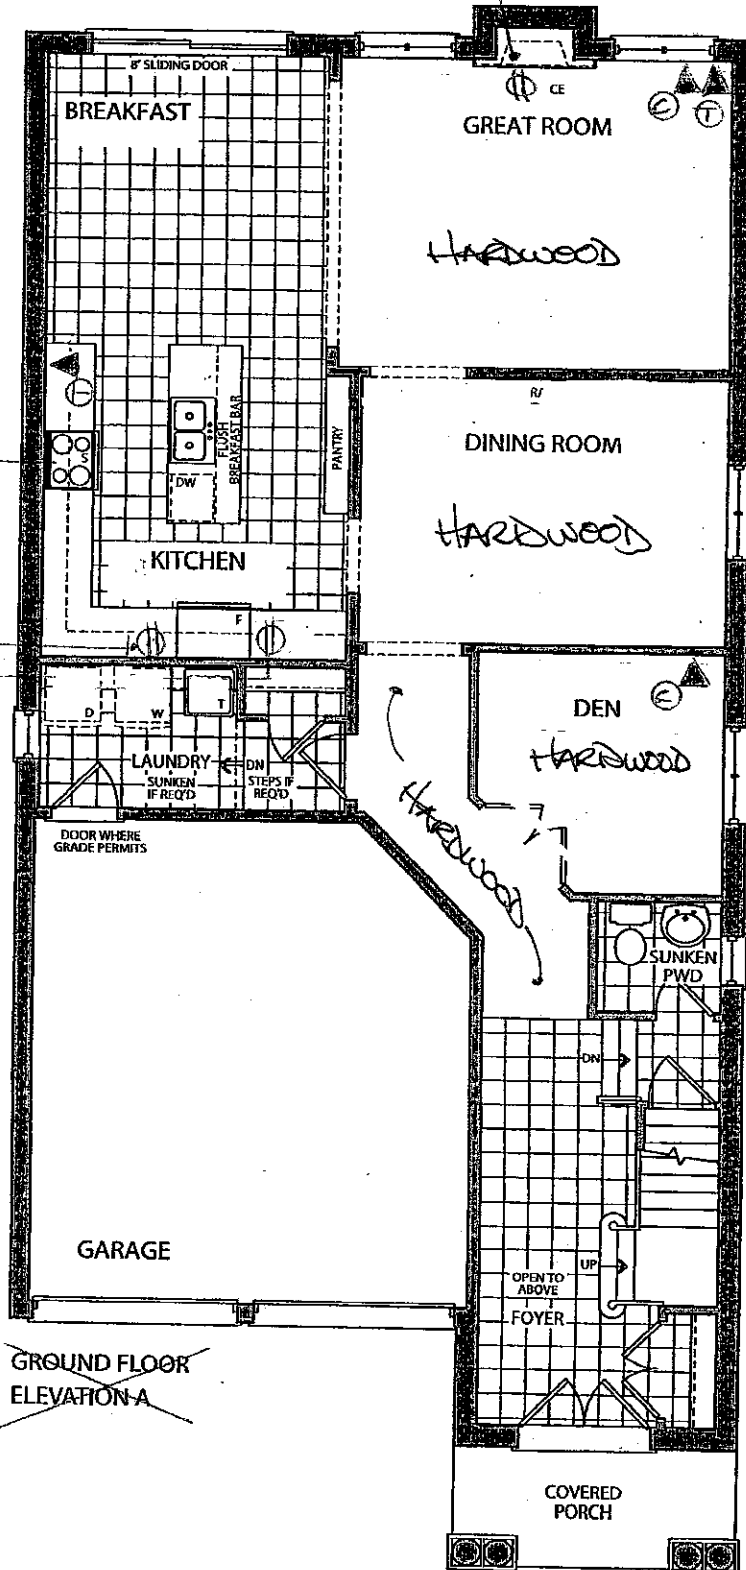 8' SLIDING DOOR
BREAKFAST
CE
GREAT ROOM
C
T
HARDWOOD
R/
DINING ROOM
FLUSH
BREAKFAST BAR
PANTRY
S
DW
HARDWOOD
KITCHEN
F
D
W
T
C
DEN
HARDWOOD
LAUNDRY
SUNKEN
IF REQ'D
DN
STEPS IF
REQ'D
HARDWOOD
DOOR WHERE
GRADE PERMITS
SUNKEN
PWD
DN
GARAGE
UP
OPEN TO
ABOVE
FOYER
GROUND FLOOR
ELEVATION A
COVERED
PORCH